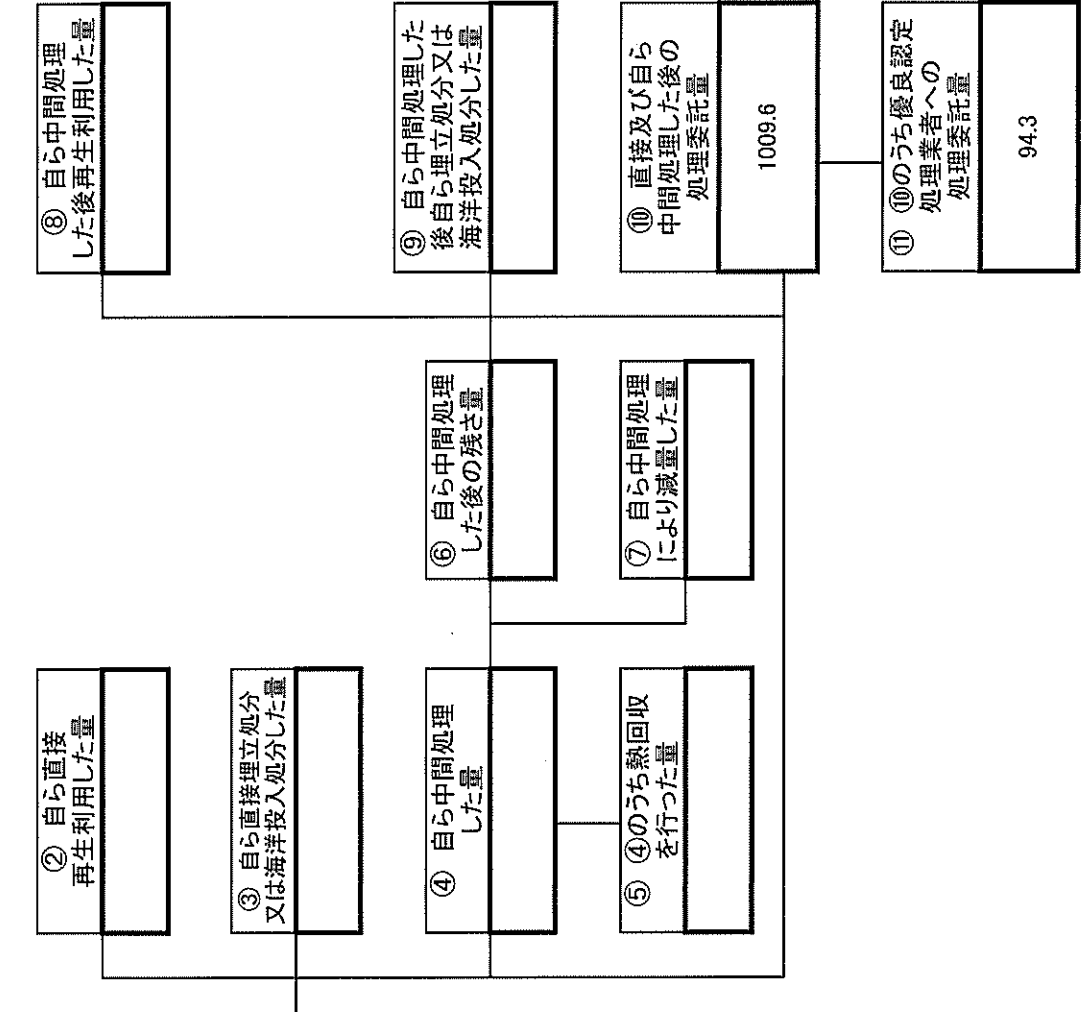 ② 自ら直接
再生利用した量
③ 自ら直接埋立処分
又は海洋投入処分した量
④ 自ら中間処理
した量
⑤ ④のうち熱回収
を行った量
⑥ 自ら中間処理
した後の残さ量
⑦ 自ら中間処理
により減量した量
⑧ 自ら中間処理
した後再生利用した量
⑨ 自ら中間処理した
後自ら埋立処分又は
海洋投入処分した量
⑩ 直接及び自ら
中間処理した後の
処理委託量
1009.6
⑪ ⑩のうち優良認定
処理業者への
処理委託量
94.3